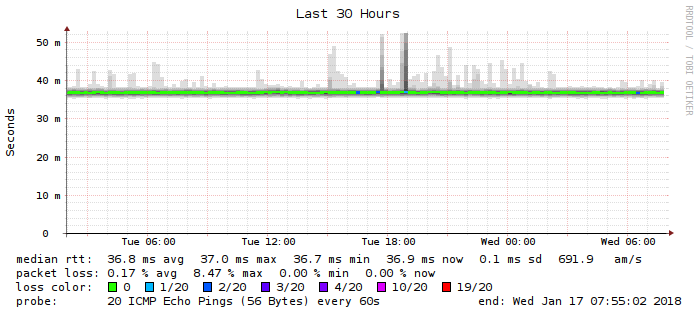 Last 30 Hours
RRDTOOL / TOBI OETIKER
Seconds
50 m
40 m
30 m
20 m
10 m
0
Tue 06:00 Tue 12:00 Tue 18:00 Wed 00:00 Wed 06:00
median rtt: 36.8 ms avg 37.0 ms max 36.7 ms min 36.9 ms now 0.1 ms sd 691.9 am/s
packet loss: 0.17 % avg 8.47 % max 0.00 % min 0.00 % now
loss color: 0 1/20 2/20 3/20 4/20 10/20 19/20
probe: 20 ICMP Echo Pings (56 Bytes) every 60s end: Wed Jan 17 07:55:02 2018